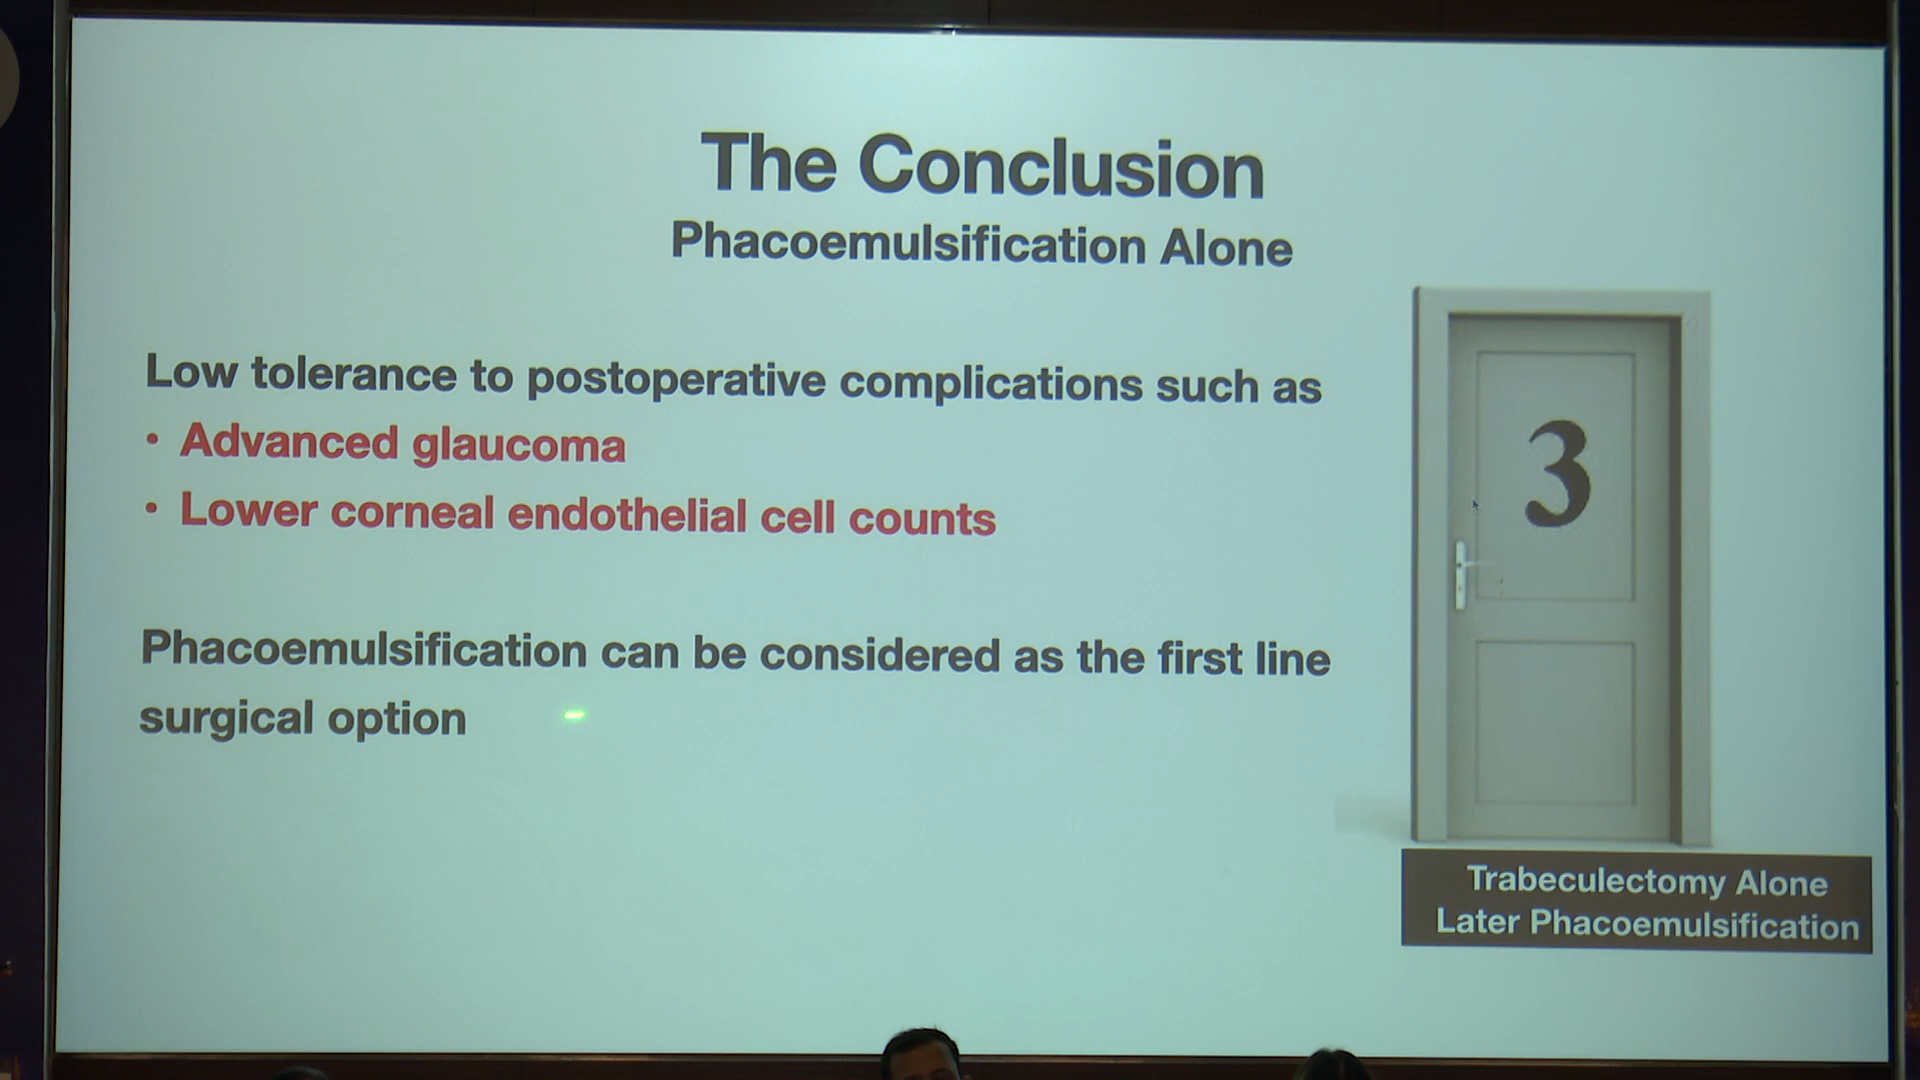 The Conclusion
Phacoemulsification Alone
Low tolerance to postoperative complications such as
• Advanced glaucoma
• Lower corneal endothelial cell counts
Phacoemulsification can be considered as the first line
surgical option
3
Trabeculectomy Alone
Later Phacoemulsification